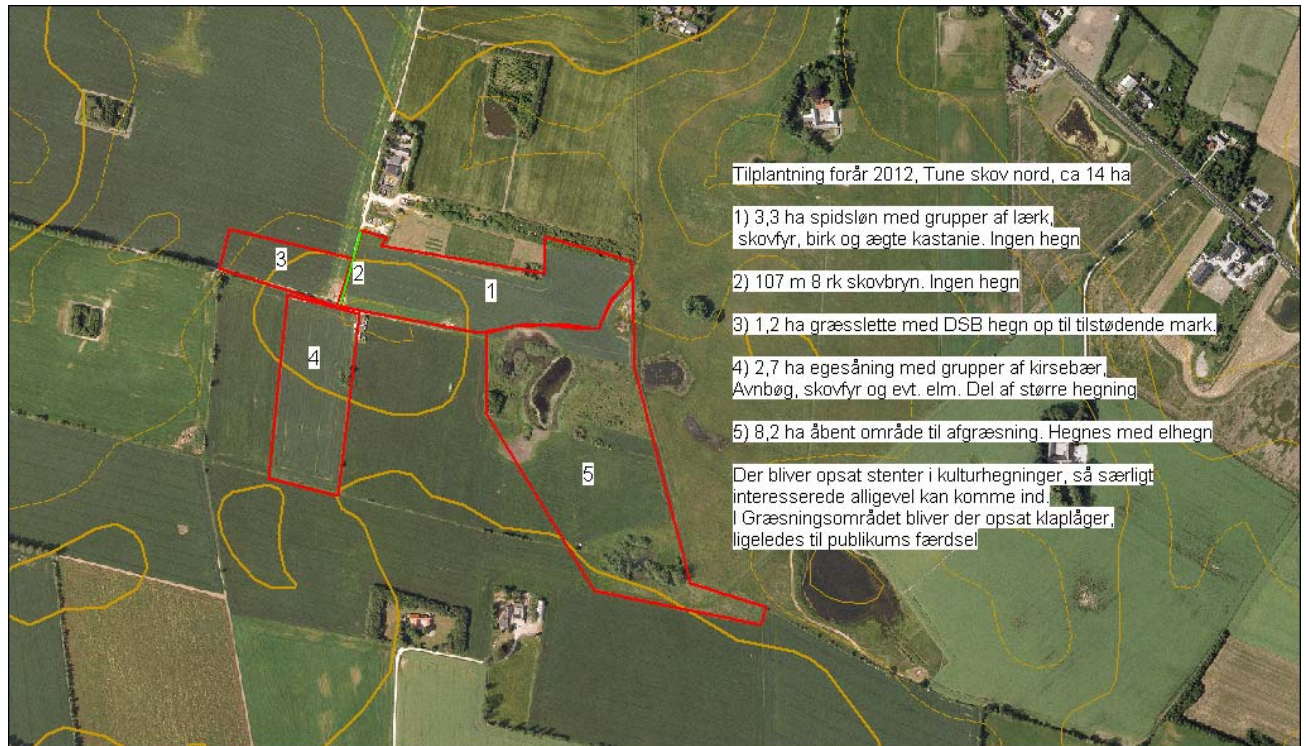 Tilplantning forår 2012, Tune skov nord, ca 14 ha
1) 3,3 ha spidsløn med grupper af lærk,
skovfyr, birk og ægte kastanie. Ingen hegn
2) 107 m 8 rk skovbryn. Ingen hegn
3) 1,2 ha græsslette med DSB hegn op til tilstødende mark.
4) 2,7 ha egesåning med grupper af kirsebær,
Avnbøg, skovfyr og evt. elm. Del af større hegning
5) 8,2 ha åbent område til afgræsning. Hegnes med elhegn
Der bliver opsat stenter i kulturhegninger, så særligt
interesserede alligevel kan komme ind.
I Græsningsområdet bliver der opsat klaplåger,
ligeledes til publikums færdsel
3
2
1
4
5